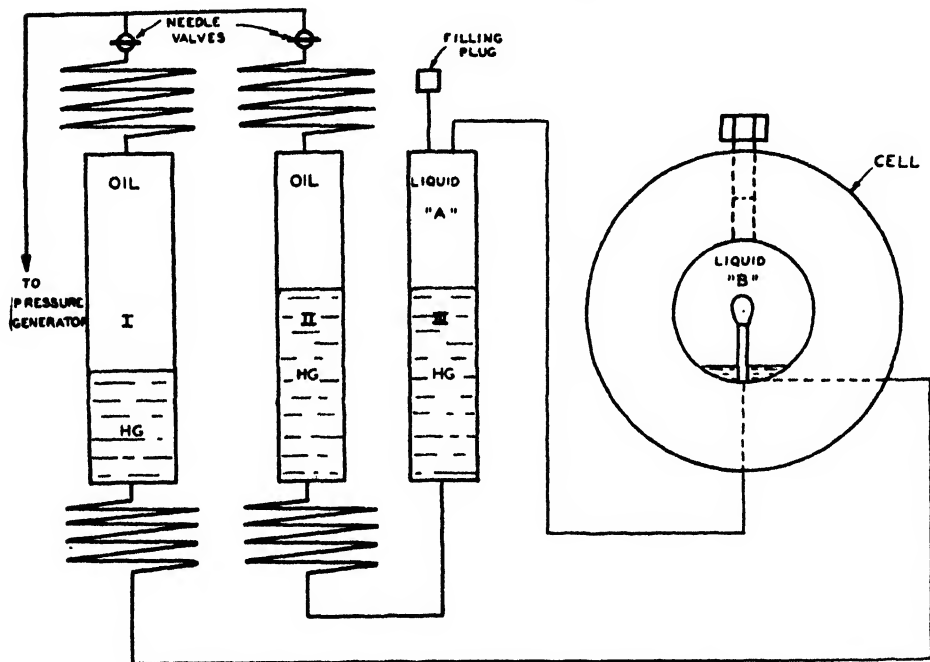 NEEDLE
VALVES
FILLING
PLUG
CELL
OIL
OIL
LIQUID
"A"
LIQUID
"B"
TO
PRESSURE
GENERATOR
I
II
III
HG
HG
HG